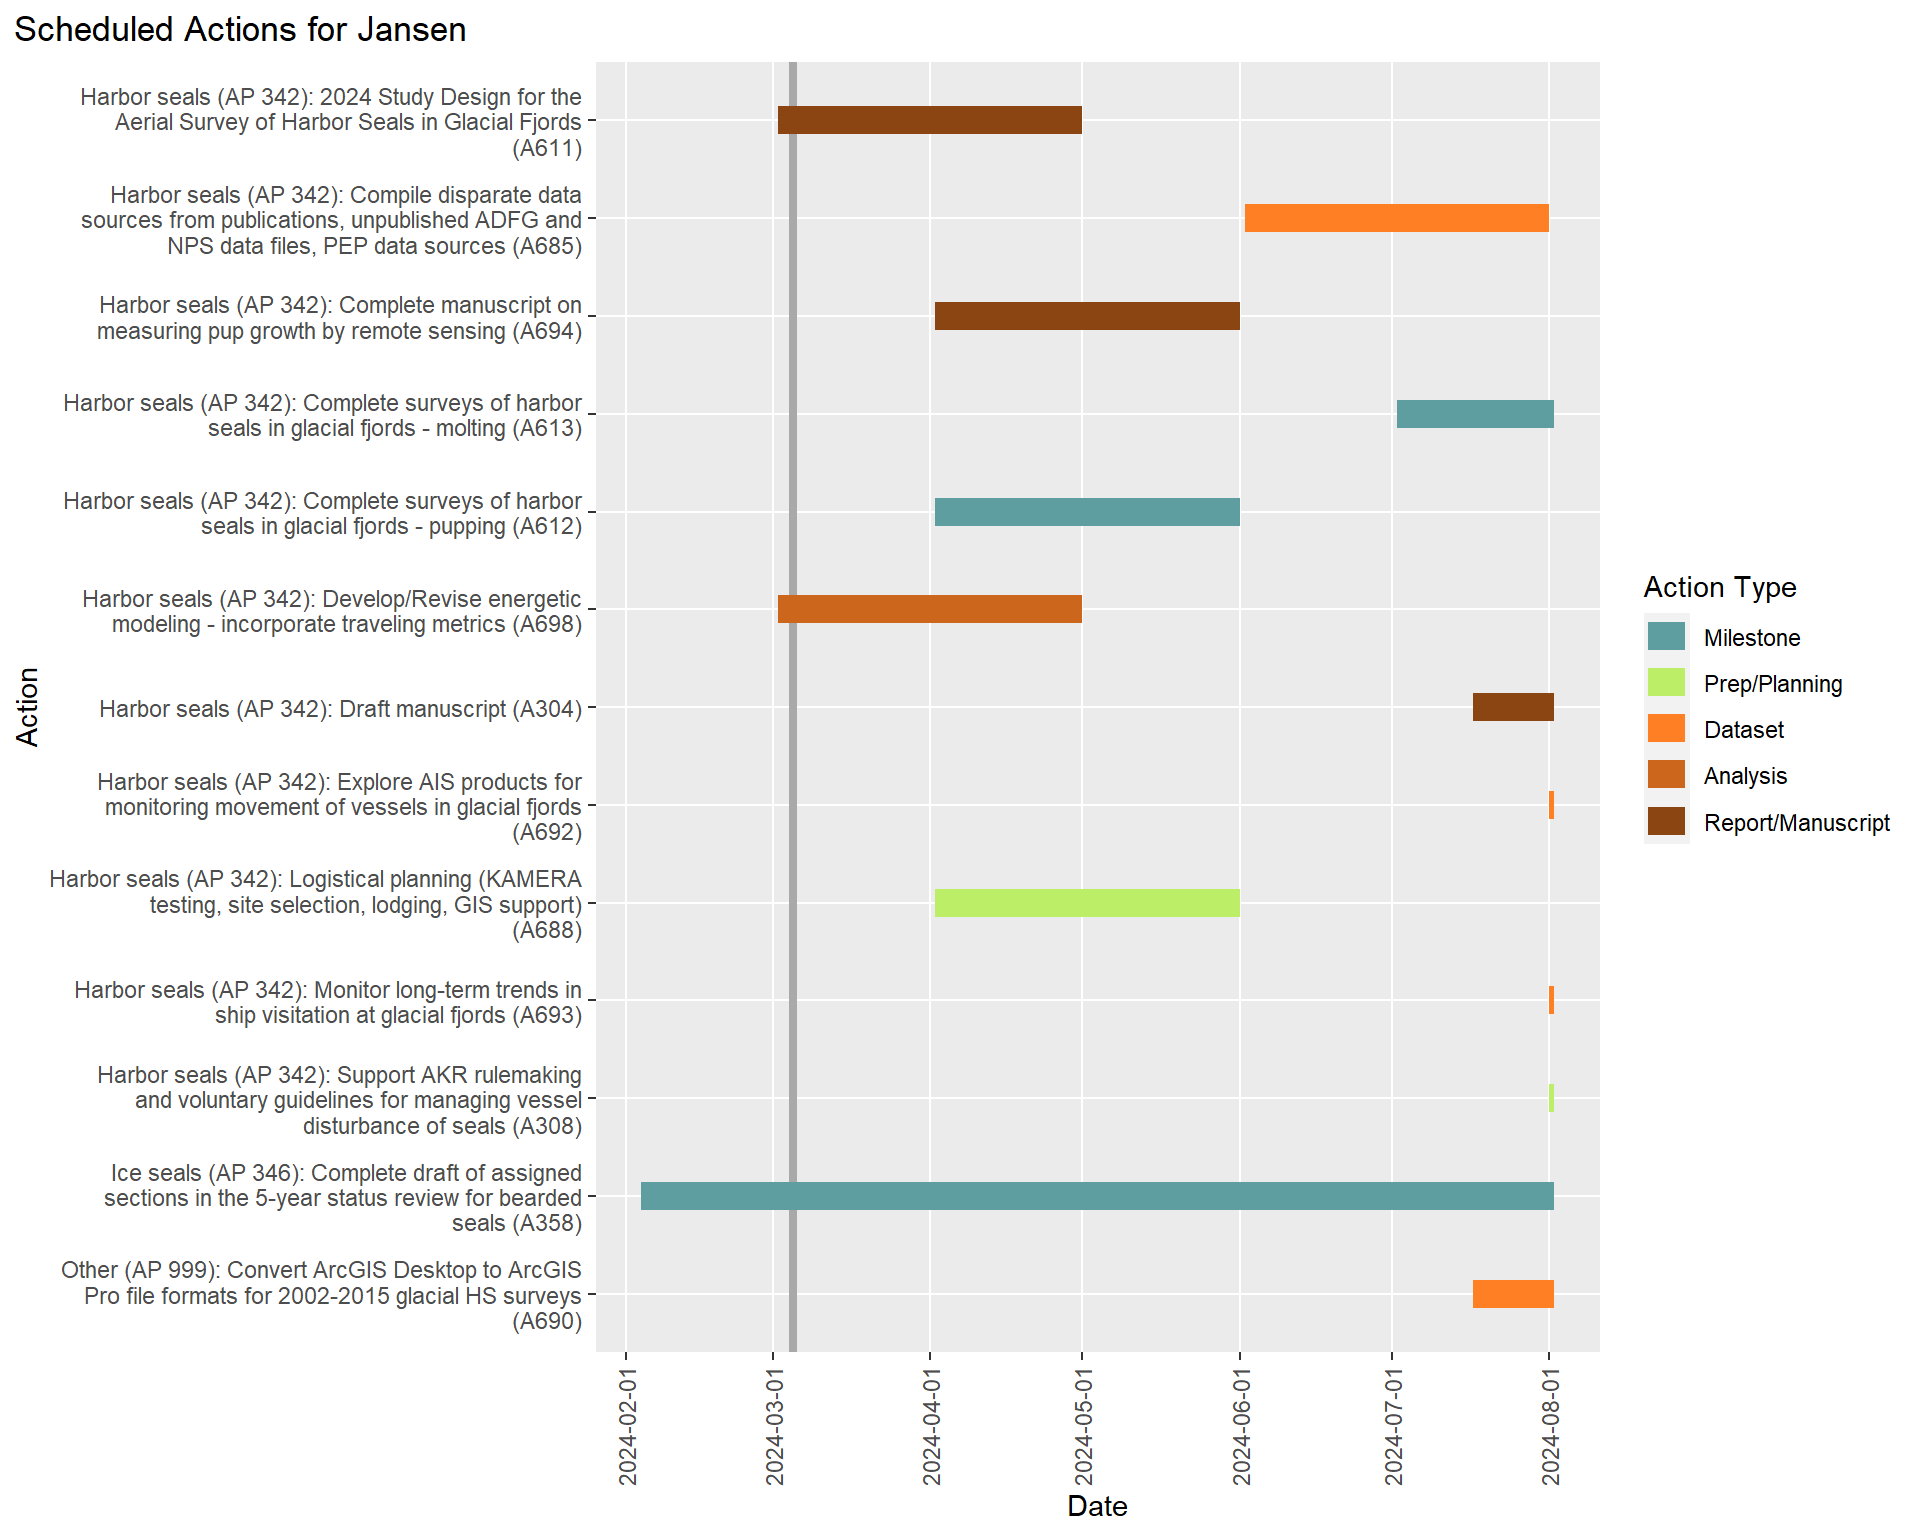 Scheduled Actions for Jansen
Harbor seals (AP 342): 2024 Study Design for the
Aerial Survey of Harbor Seals in Glacial Fjords
(A611)
Harbor seals (AP 342): Compile disparate data
sources from publications, unpublished ADFG and
NPS data files, PEP data sources (A685)
Harbor seals (AP 342): Complete manuscript on
measuring pup growth by remote sensing (A694)
Harbor seals (AP 342): Complete surveys of harbor
seals in glacial fjords - molting (A613)
Harbor seals (AP 342): Complete surveys of harbor
seals in glacial fjords - pupping (A612)
Harbor seals (AP 342): Develop/Revise energetic
modeling - incorporate traveling metrics (A698)
Harbor seals (AP 342): Draft manuscript (A304)
Harbor seals (AP 342): Explore AIS products for
monitoring movement of vessels in glacial fjords
(A692)
Harbor seals (AP 342): Logistical planning (KAMERA
testing, site selection, lodging, GIS support)
(A688)
Harbor seals (AP 342): Monitor long-term trends in
ship visitation at glacial fjords (A693)
Harbor seals (AP 342): Support AKR rulemaking
and voluntary guidelines for managing vessel
disturbance of seals (A308)
Ice seals (AP 346): Complete draft of assigned
sections in the 5-year status review for bearded
seals (A358)
Other (AP 999): Convert ArcGIS Desktop to ArcGIS
Pro file formats for 2002-2015 glacial HS surveys
(A690)
Action
2024-02-01
2024-03-01
2024-04-01
2024-05-01
2024-06-01
2024-07-01
2024-08-01
Date
Action Type
Milestone
Prep/Planning
Dataset
Analysis
Report/Manuscript